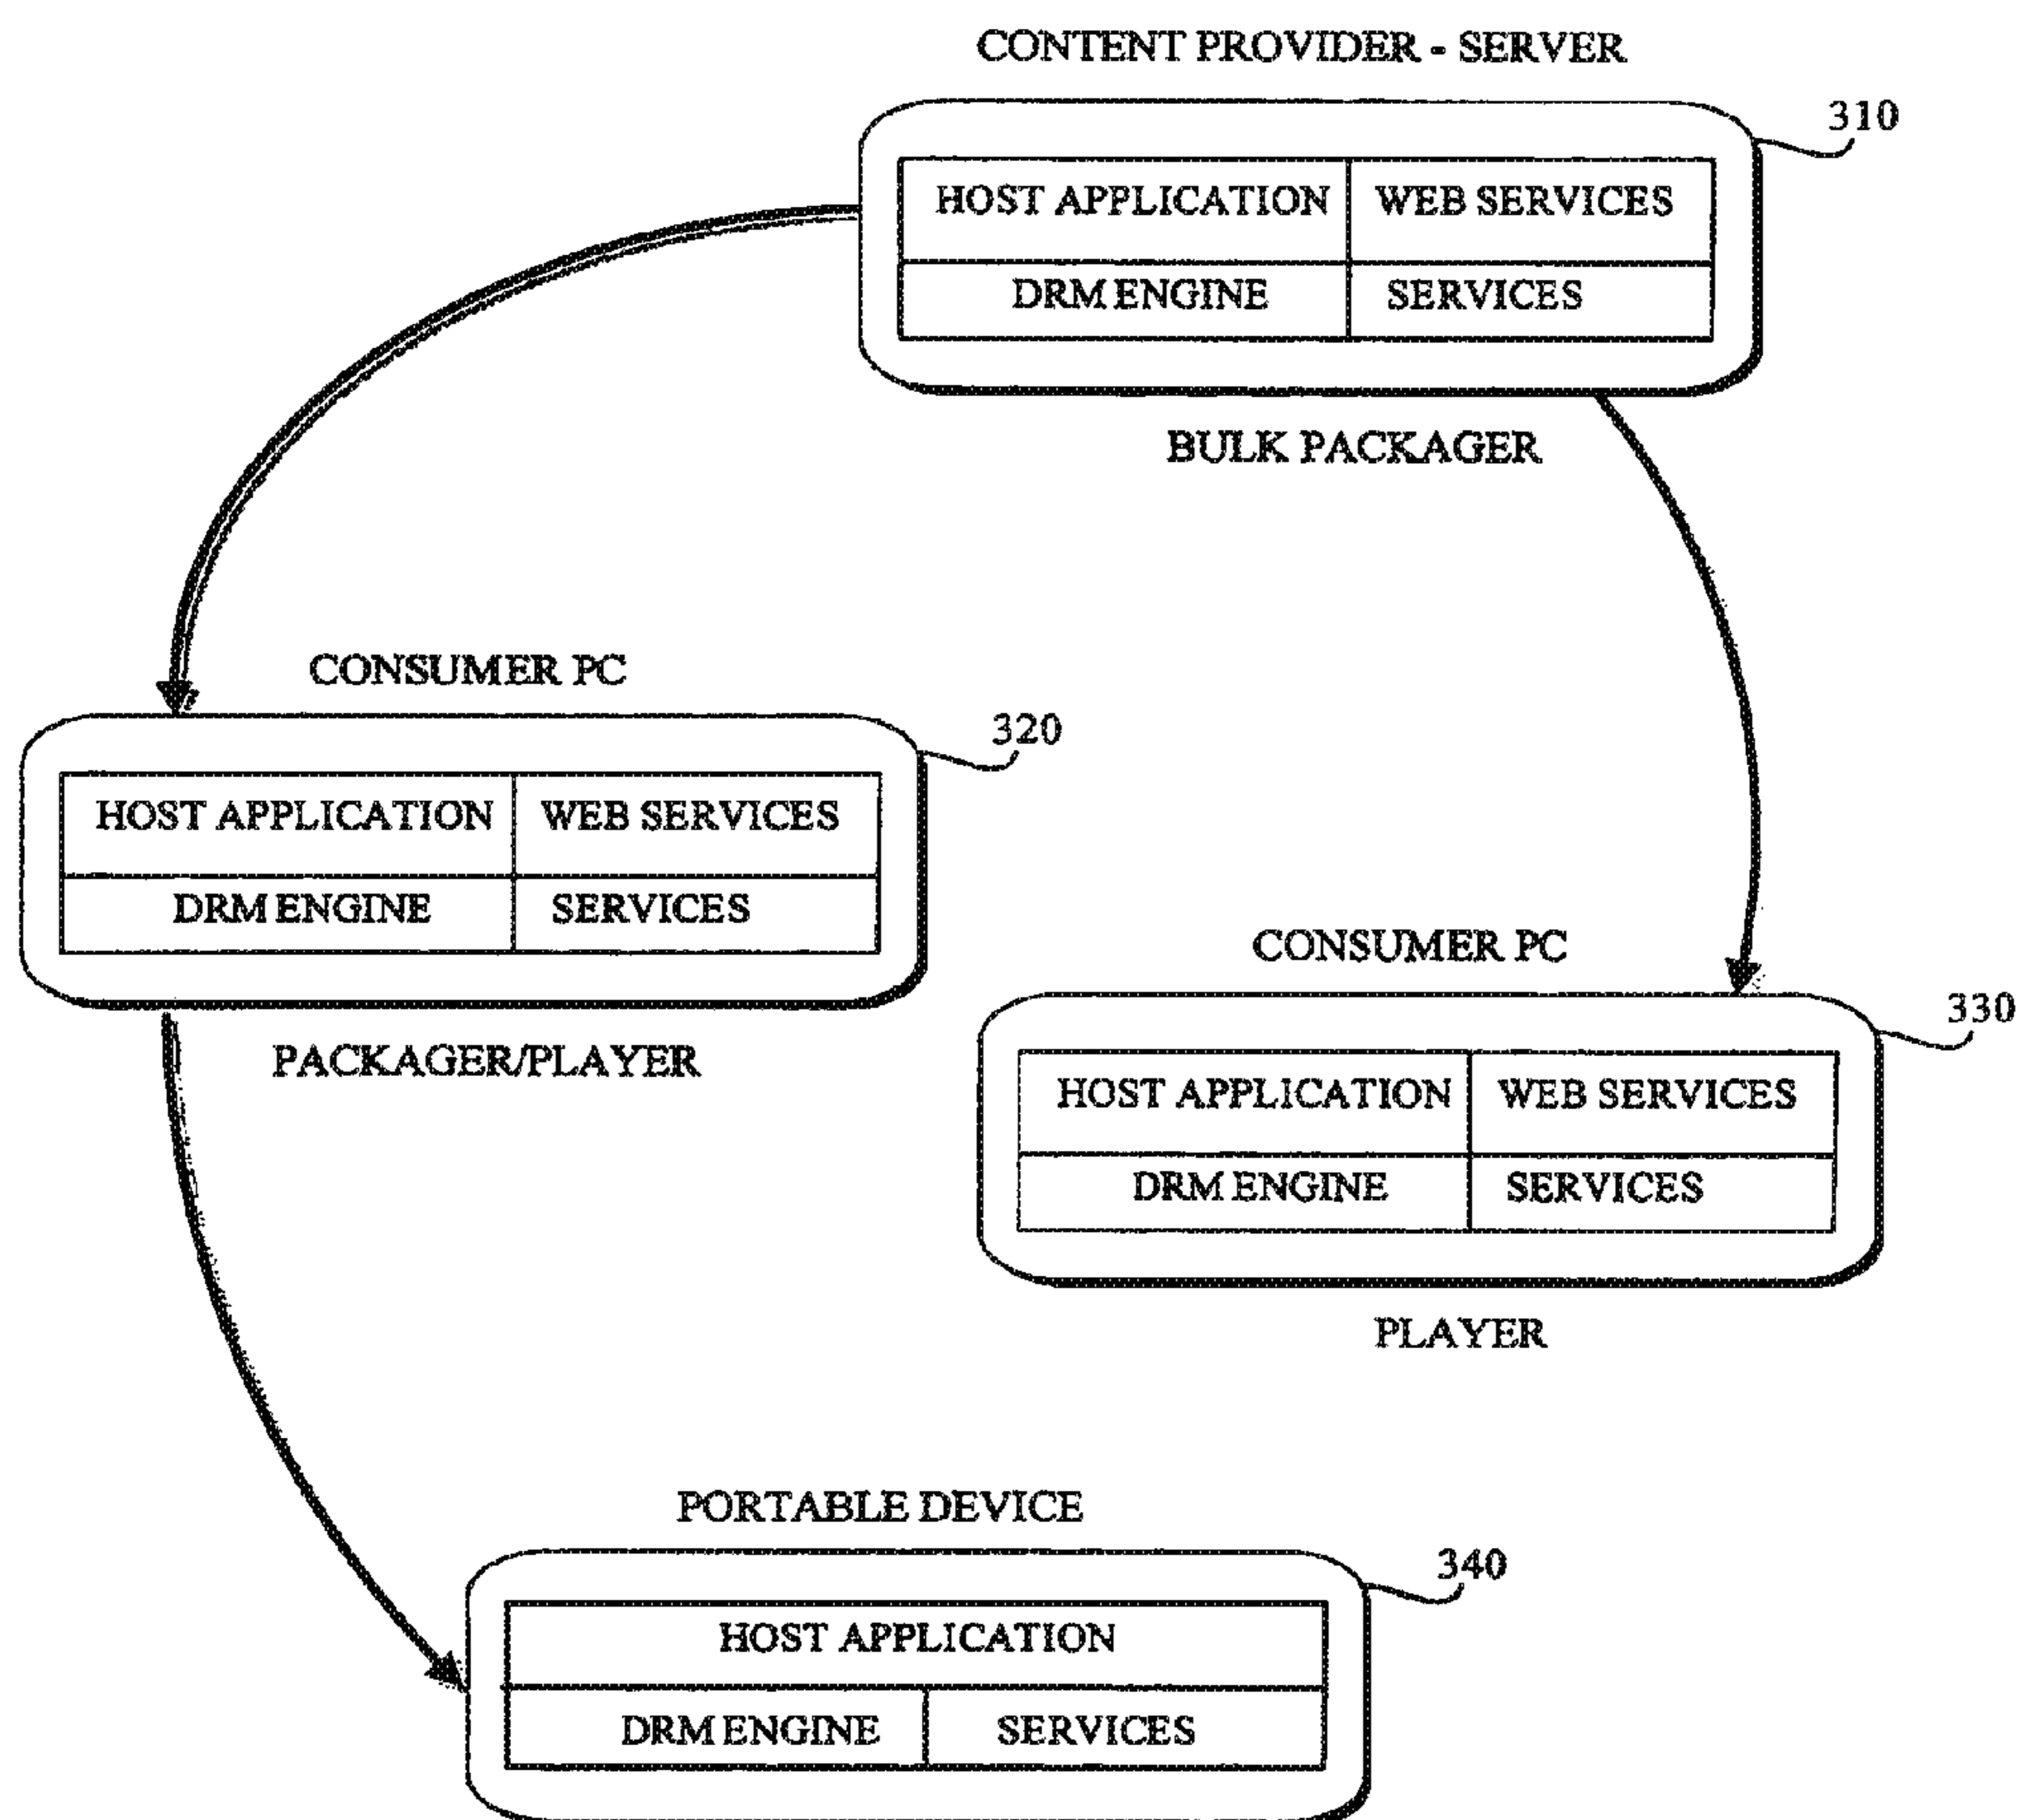 CONTENT PROVIDER - SERVER
310
HOST APPLICATION
WEB SERVICES
DRM ENGINE
SERVICES
BULK PACKAGER
CONSUMER PC
320
HOST APPLICATION
WEB SERVICES
DRM ENGINE
SERVICES
PACKAGER/PLAYER
CONSUMER PC
330
HOST APPLICATION
WEB SERVICES
DRM ENGINE
SERVICES
PLAYER
PORTABLE DEVICE
340
HOST APPLICATION
DRM ENGINE
SERVICES